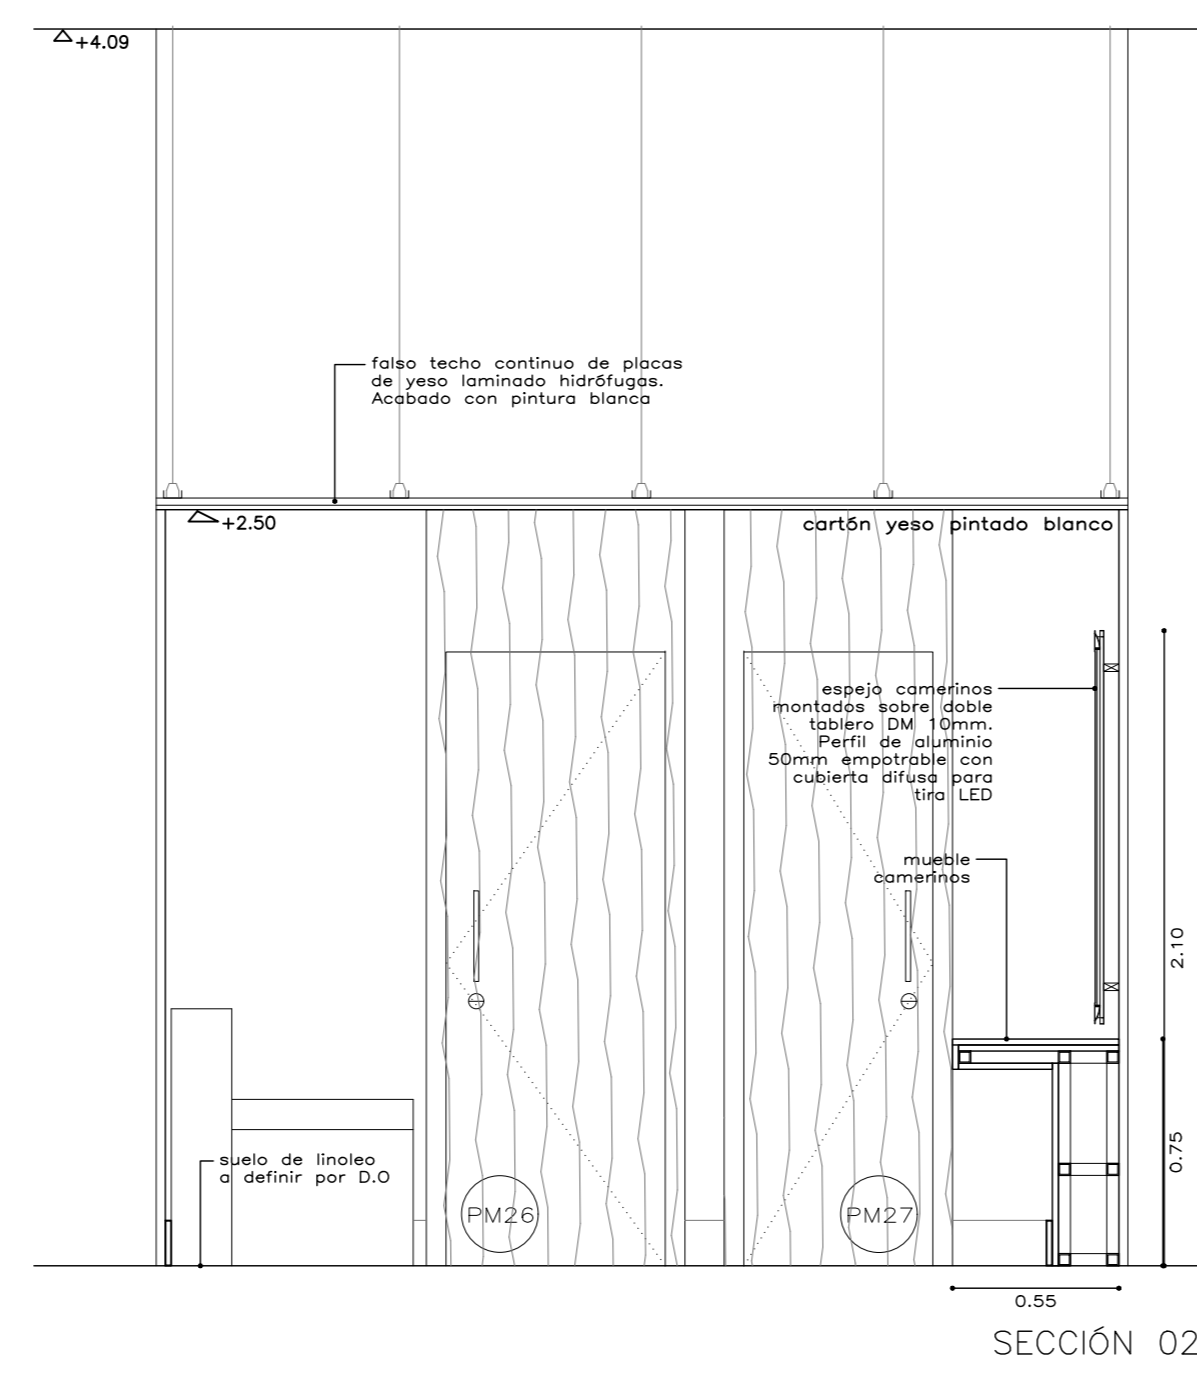 +4.09
falso techo continuo de placas
de yeso laminado hidrófugas.
Acabado con pintura blanca
+2.50
cartón yeso pintado blanco
espejo camerinos
montados sobre doble
tablero DM 10mm.
Perfil de aluminio
50mm empotrable con
cubierta difusa para
tira LED
mueble
camerinos
2.10
0.75
suelo de linoleo
a definir por D.O
PM26
PM27
0.55
SECCIÓN 02